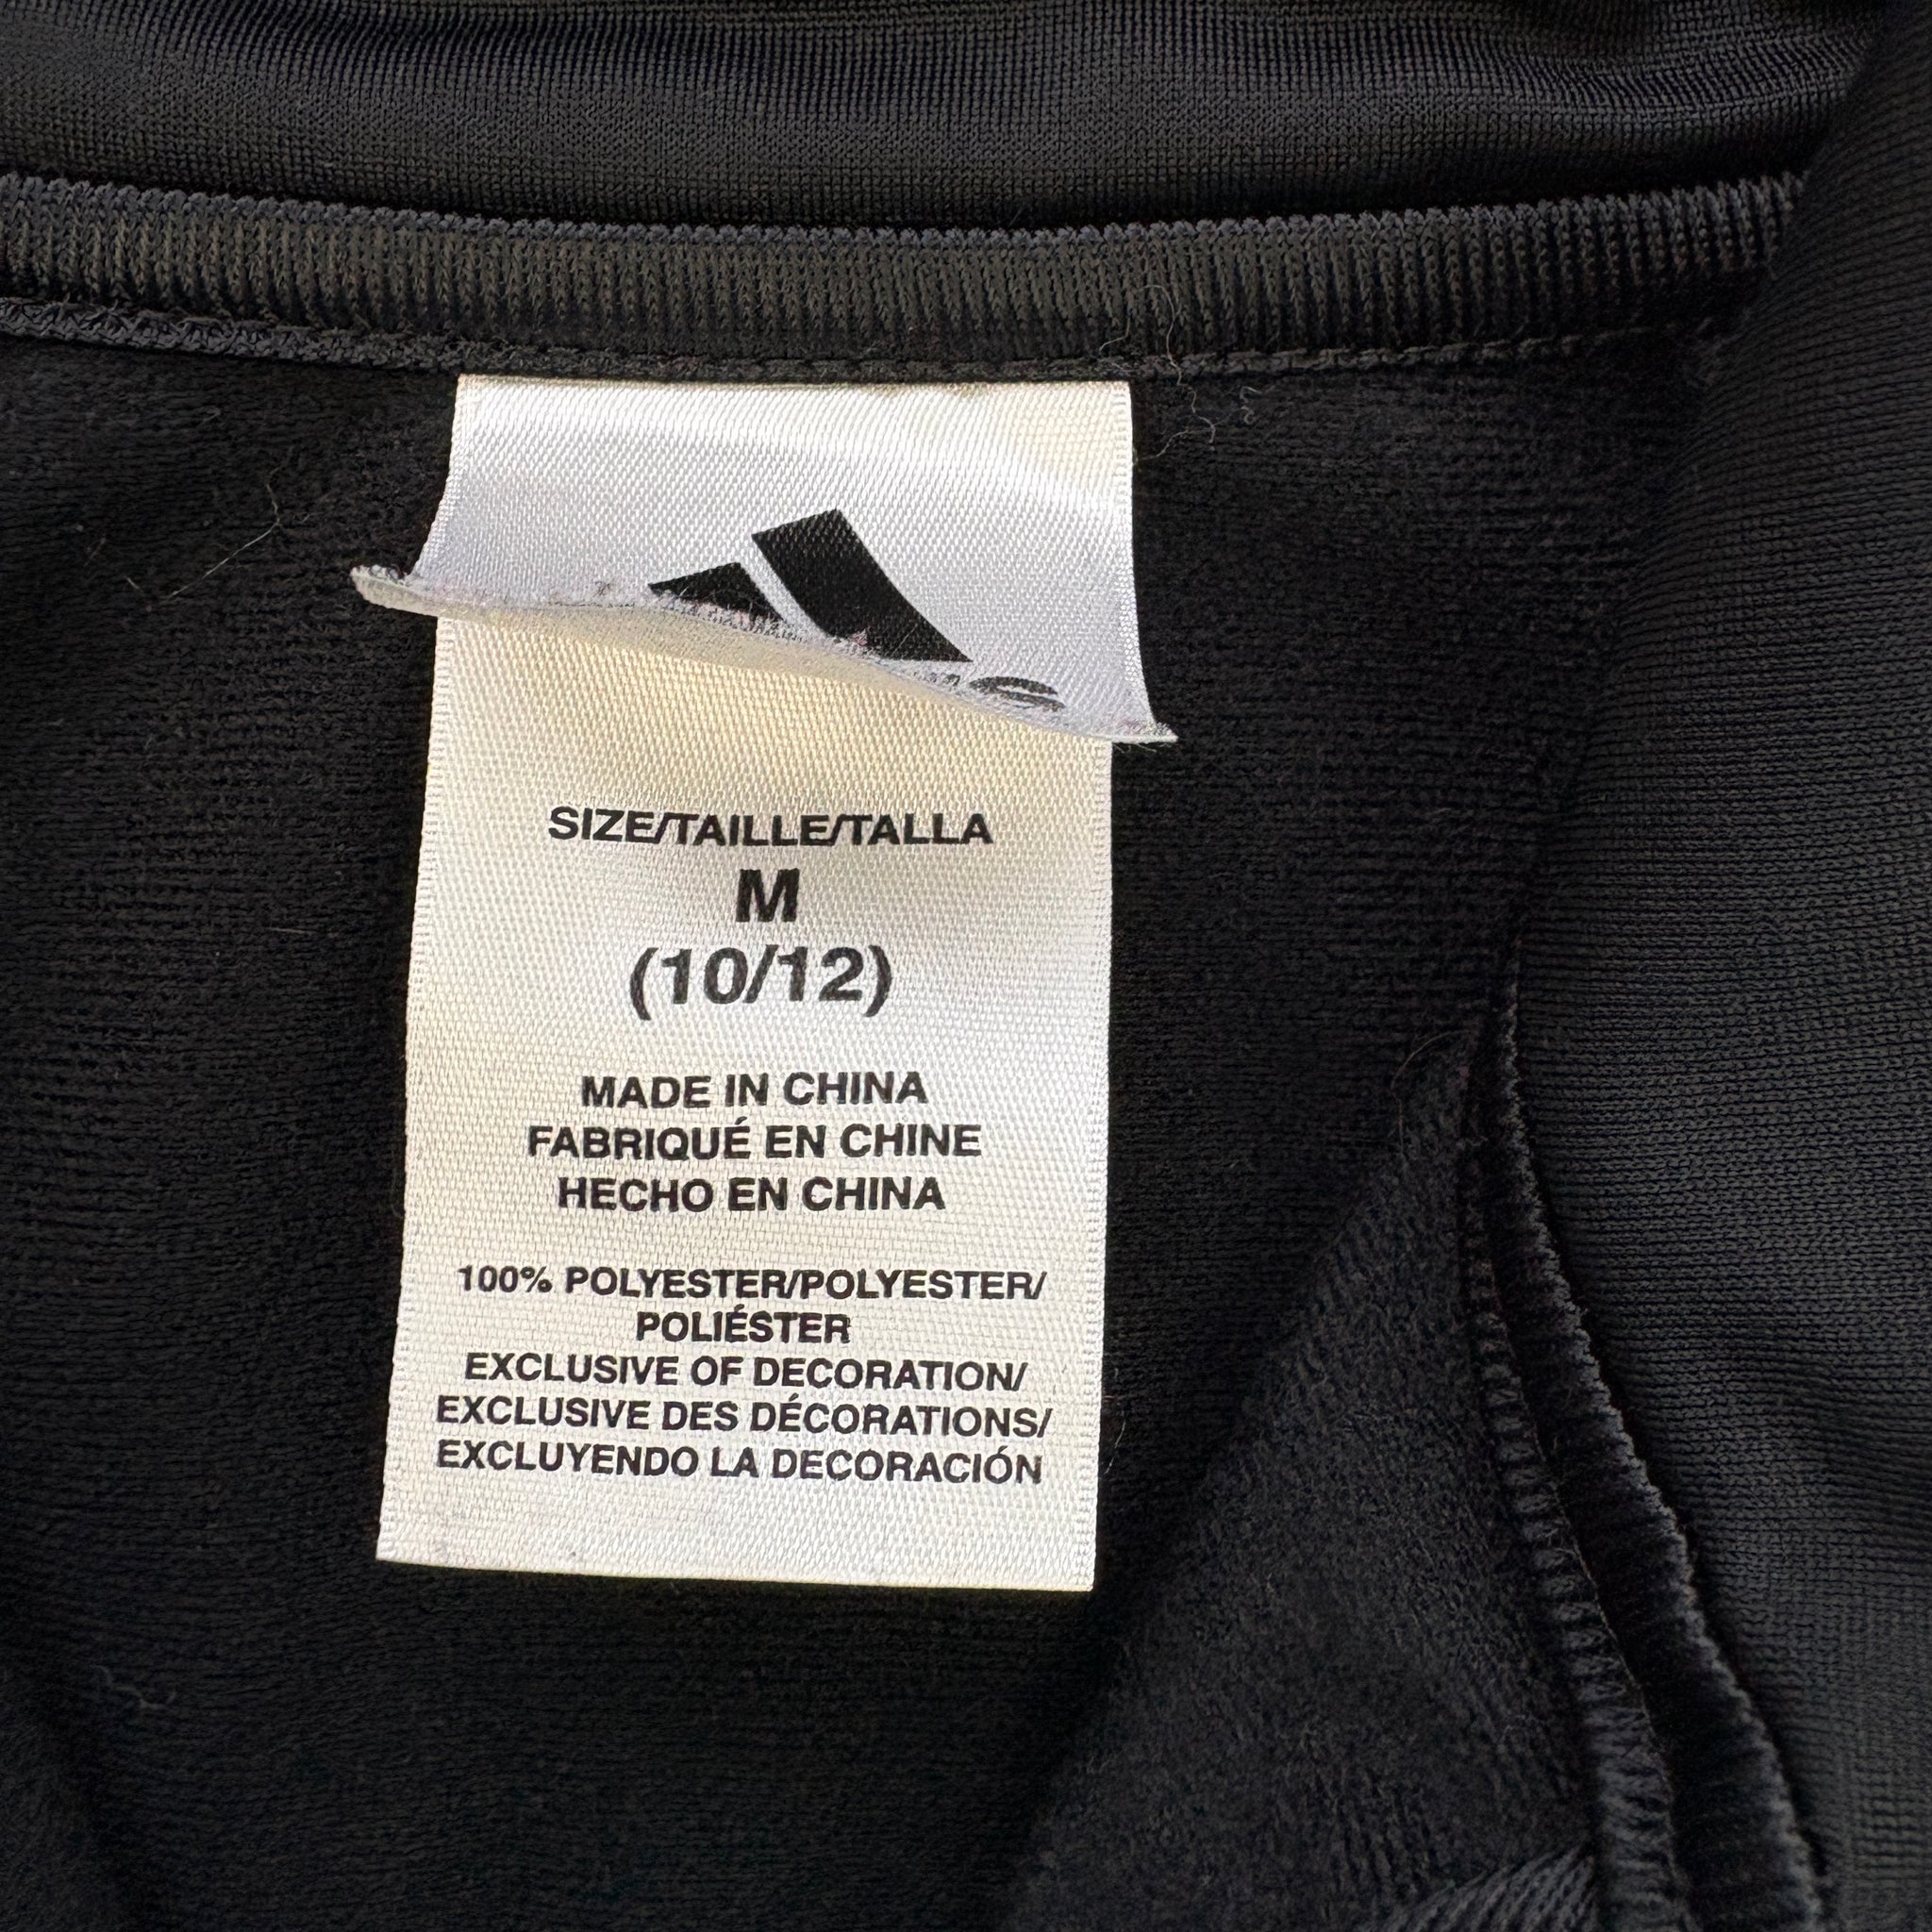 SIZE/TAILLE/TALLA
M
(10/12)
MADE IN CHINA
FABRIQUÉ EN CHINE
HECHO EN CHINA
100% POLYESTER/POLYESTER/
POLIÉSTER
EXCLUSIVE OF DECORATION/
EXCLUSIVE DES DÉCORATIONS/
EXCLUYENDO LA DECORACIÓN